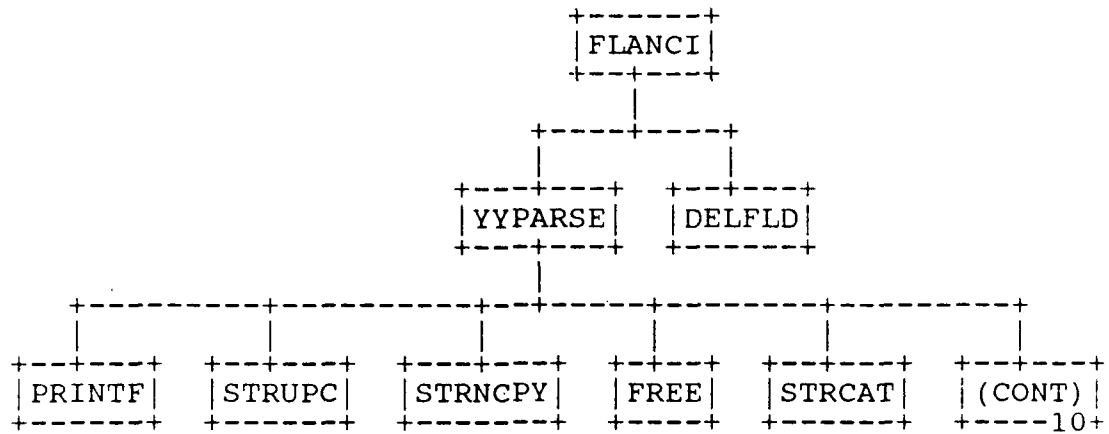 FLANCI
YYPARSE DELFLD
PRINTF STRUPC STRNCPY FREE STRCAT (CONT)
10